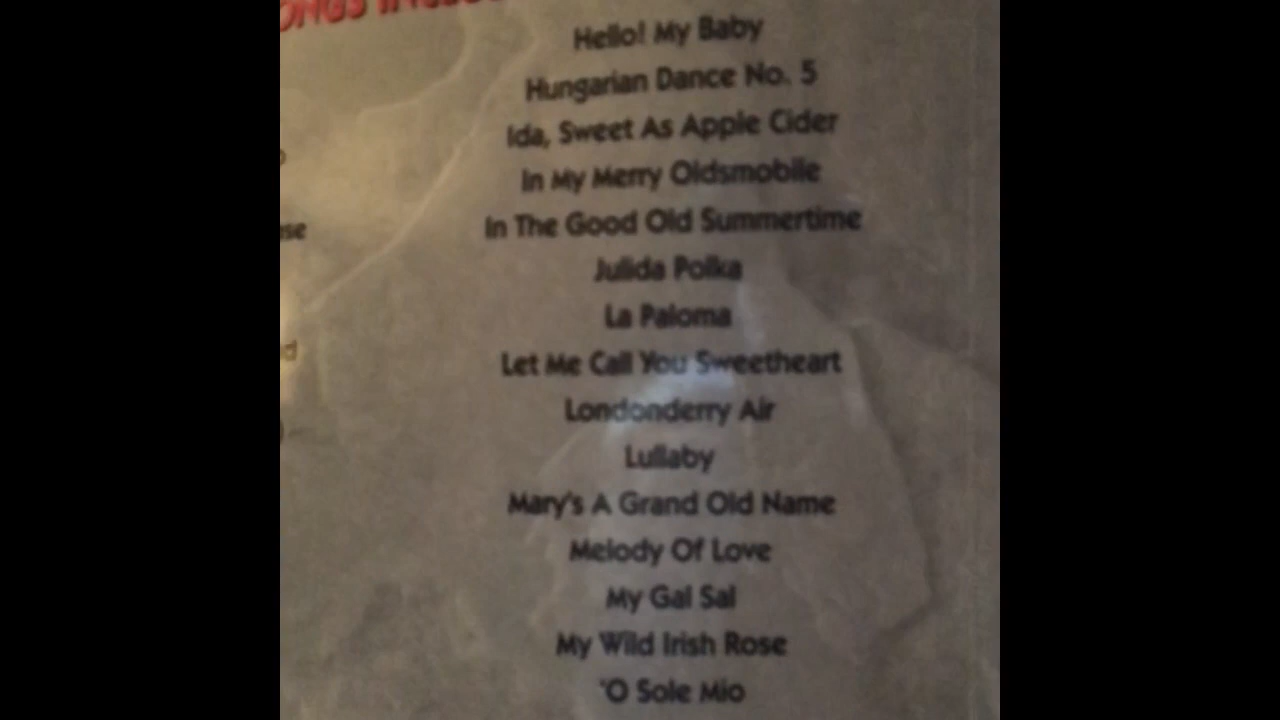 Hello! My Baby
Hungarian Dance No. 5
Ida, Sweet As Apple Cider
In My Merry Oldsmobile
In The Good Old Summertime
Julida Polka
La Paloma
Let Me Call You Sweetheart
Londonderry Air
Lullaby
Mary's A Grand Old Name
Melody Of Love
My Gal Sal
My Wild Irish Rose
'O Sole Mio